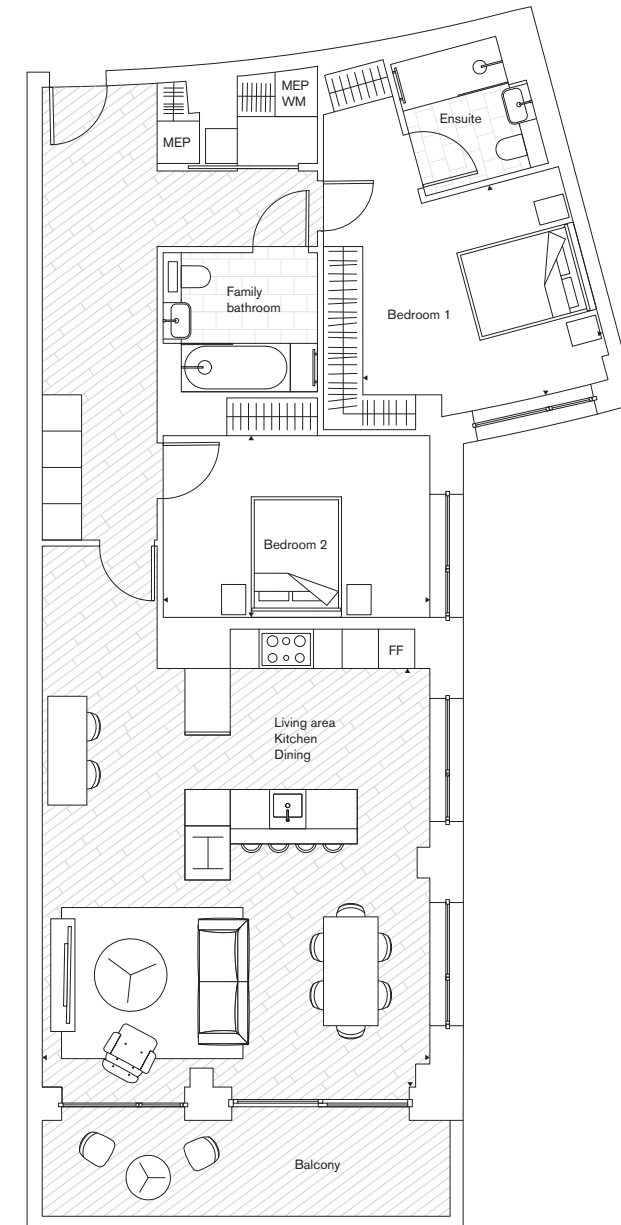 MEP
WM
MEP
Ensuite
Family
bathroom
Bedroom 1
Bedroom 2
FF
Living area
Kitchen
Dining
Balcony